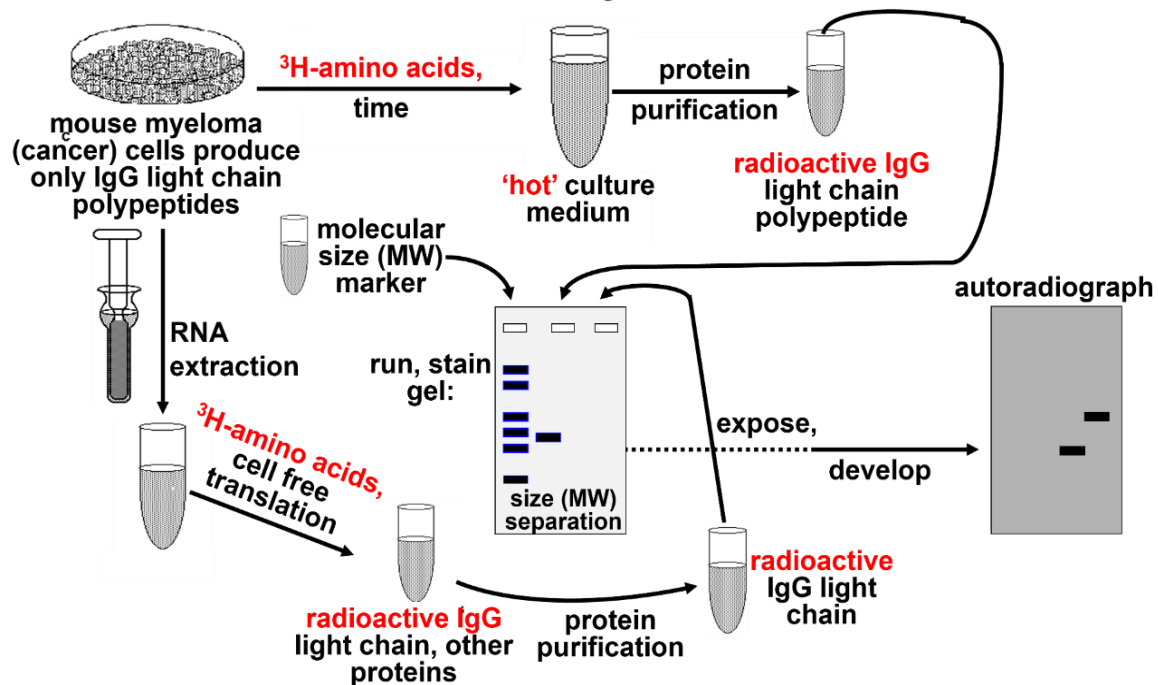 ³H-amino acids,
time
protein
purification
mouse myeloma
(cancer) cells produce
c
only IgG light chain
polypeptides
‘hot’ culture
medium
radioactive IgG
light chain
polypeptide
molecular
size (MW)
marker
autoradiograph
RNA
extraction
run, stain
gel:
expose,
develop
³H-amino acids,
cell free
translation
size (MW)
separation
radioactive IgG
light chain, other
proteins
protein
purification
radioactive
IgG light
chain